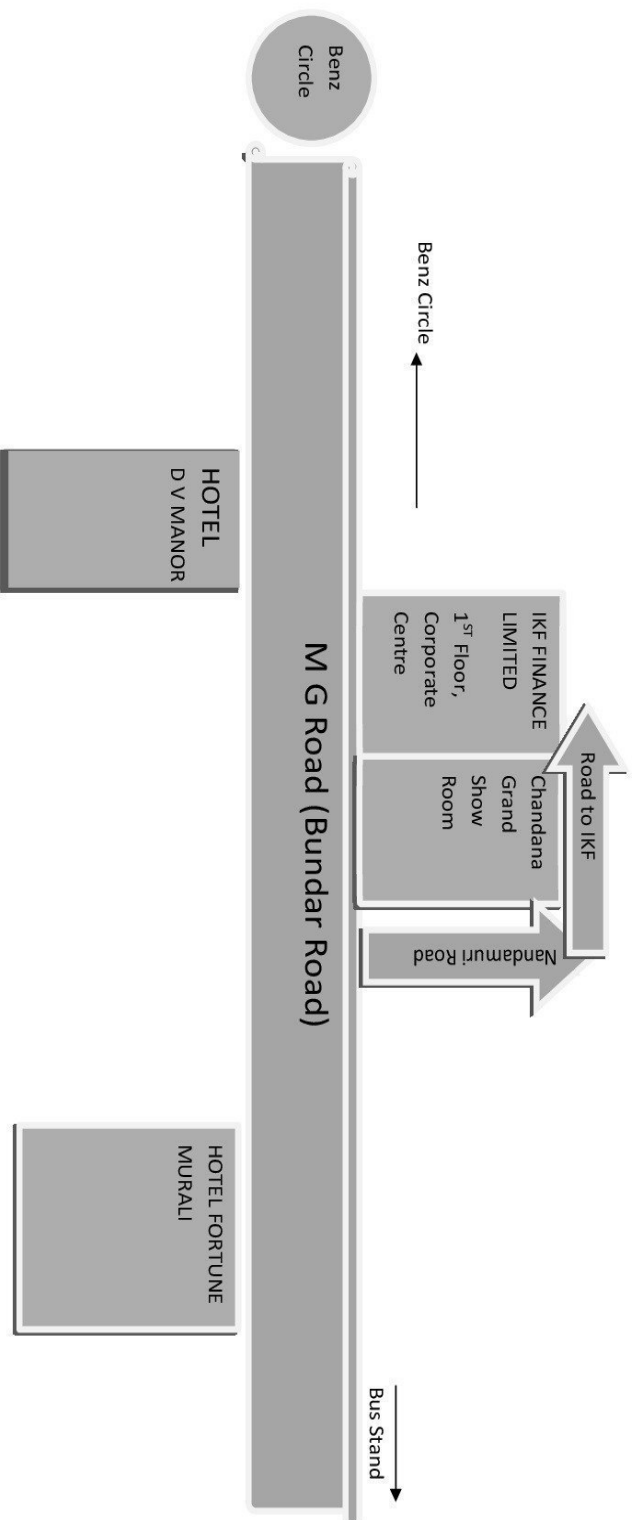 Benz
Circle
Benz Circle
HOTEL
D V MANOR
IKF FINANCE
LIMITED
1ST Floor,
Corporate
Centre
Road to IKF
Chandana
Grand
Show
Room
M G Road (Bundar Road)
Nandamuri Road
HOTEL FORTUNE
MURALI
Bus Stand